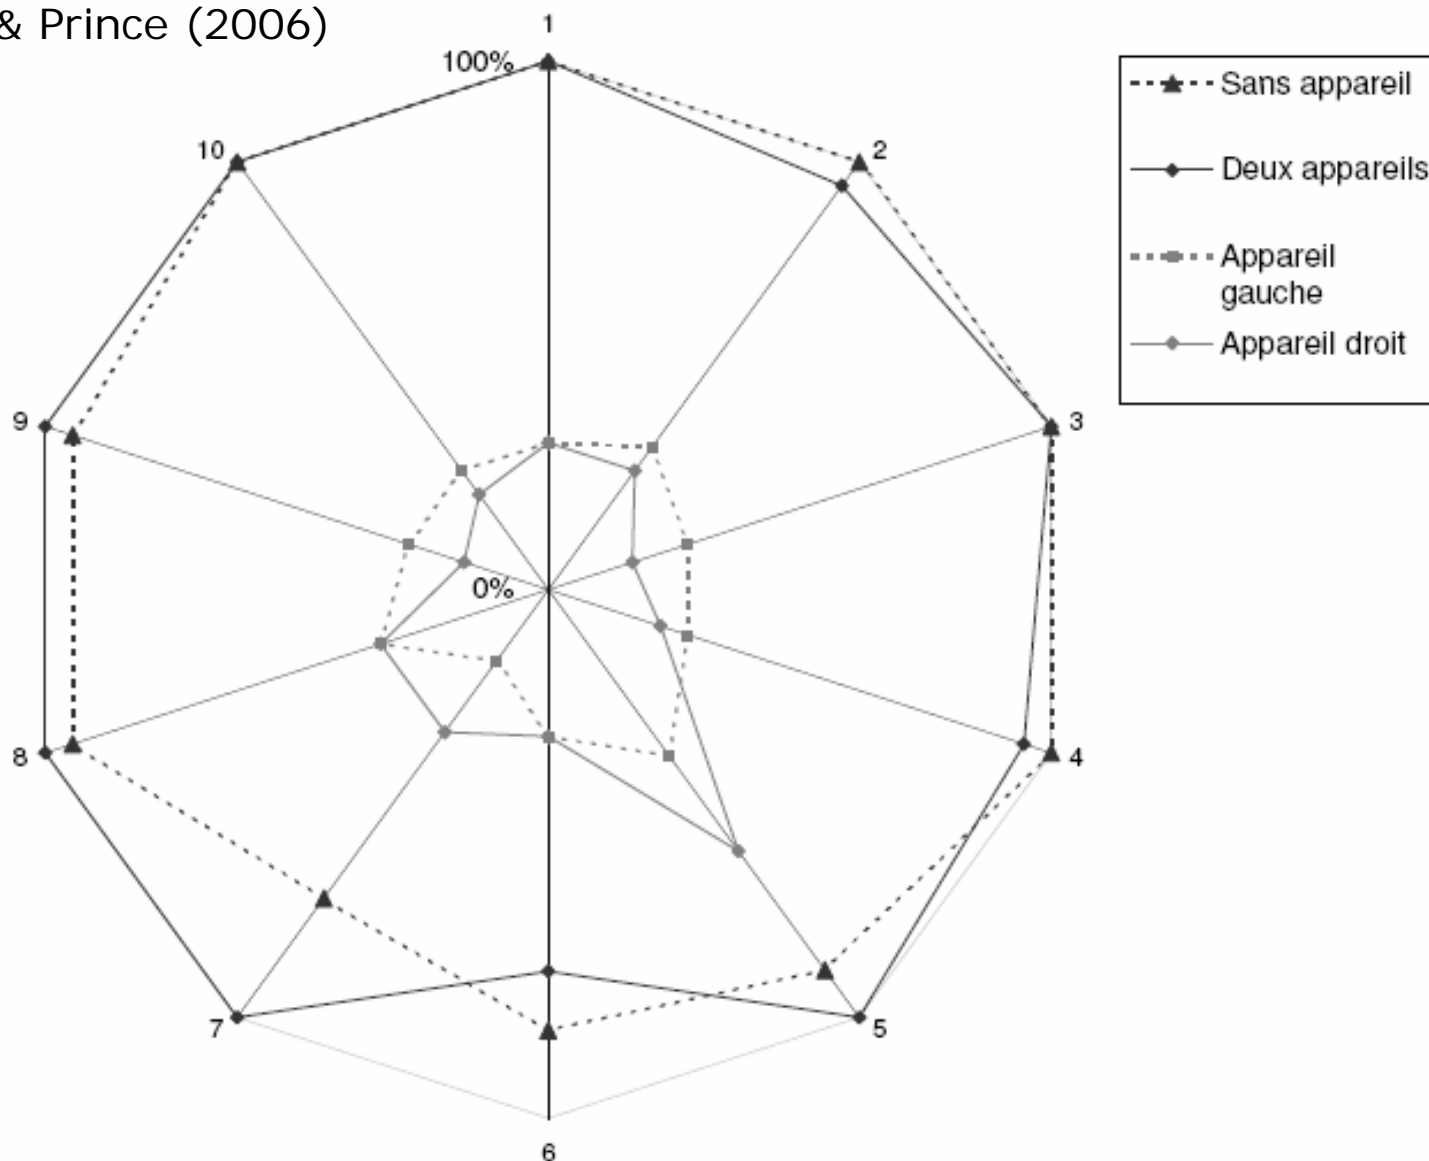 & Prince (2006)
1
100%
10
2
9
3
0%
8
4
7
5
6
Sans appareil
Deux appareils
Appareil
gauche
Appareil droit